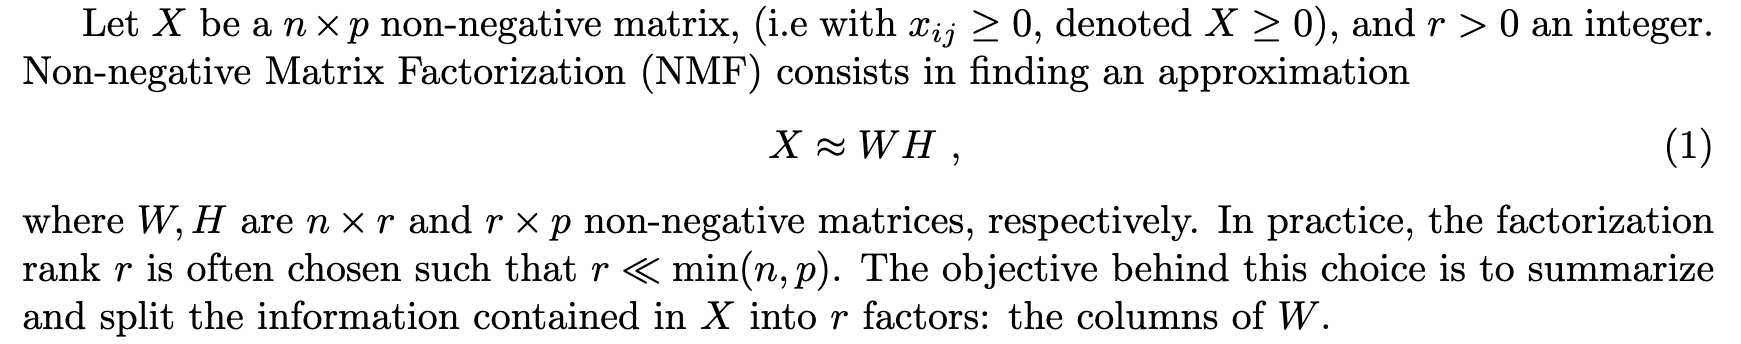 Let X be a n × p non-negative matrix, (i.e with x_{ij} ≥ 0, denoted X ≥ 0), and r > 0 an integer.
Non-negative Matrix Factorization (NMF) consists in finding an approximation
X ≈ WH , (1)
where W, H are n × r and r × p non-negative matrices, respectively. In practice, the factorization
rank r is often chosen such that r ≪ min(n, p). The objective behind this choice is to summarize
and split the information contained in X into r factors: the columns of W.